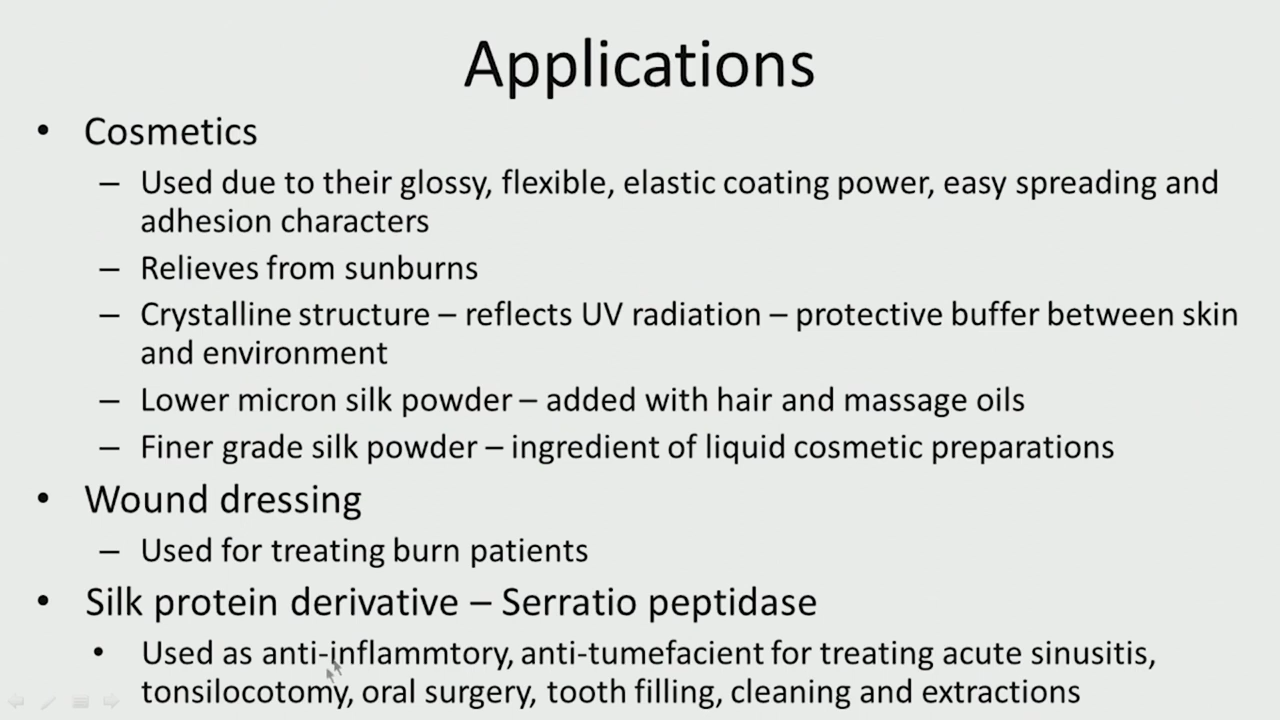 Applications
• Cosmetics
– Used due to their glossy, flexible, elastic coating power, easy spreading and
adhesion characters
– Relieves from sunburns
– Crystalline structure – reflects UV radiation – protective buffer between skin
and environment
– Lower micron silk powder – added with hair and massage oils
– Finer grade silk powder – ingredient of liquid cosmetic preparations
• Wound dressing
– Used for treating burn patients
• Silk protein derivative – Serratio peptidase
• Used as anti-inflammtory, anti-tumefacient for treating acute sinusitis,
tonsilocotomy, oral surgery, tooth filling, cleaning and extractions